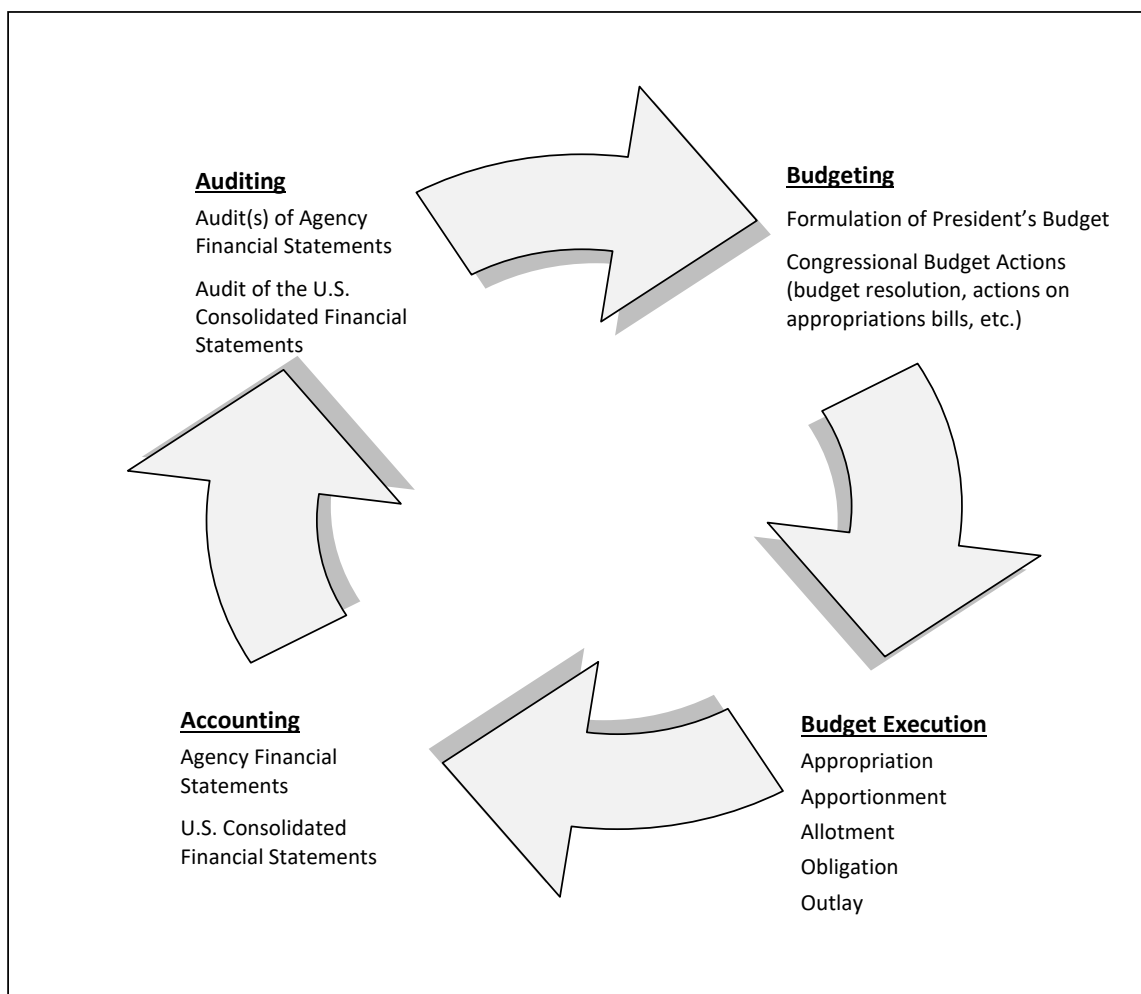 Auditing
Audit(s) of Agency
Financial Statements
Audit of the U.S.
Consolidated Financial
Statements
Budgeting
Formulation of President’s Budget
Congressional Budget Actions
(budget resolution, actions on
appropriations bills, etc.)
Accounting
Agency Financial
Statements
U.S. Consolidated
Financial Statements
Budget Execution
Appropriation
Apportionment
Allotment
Obligation
Outlay